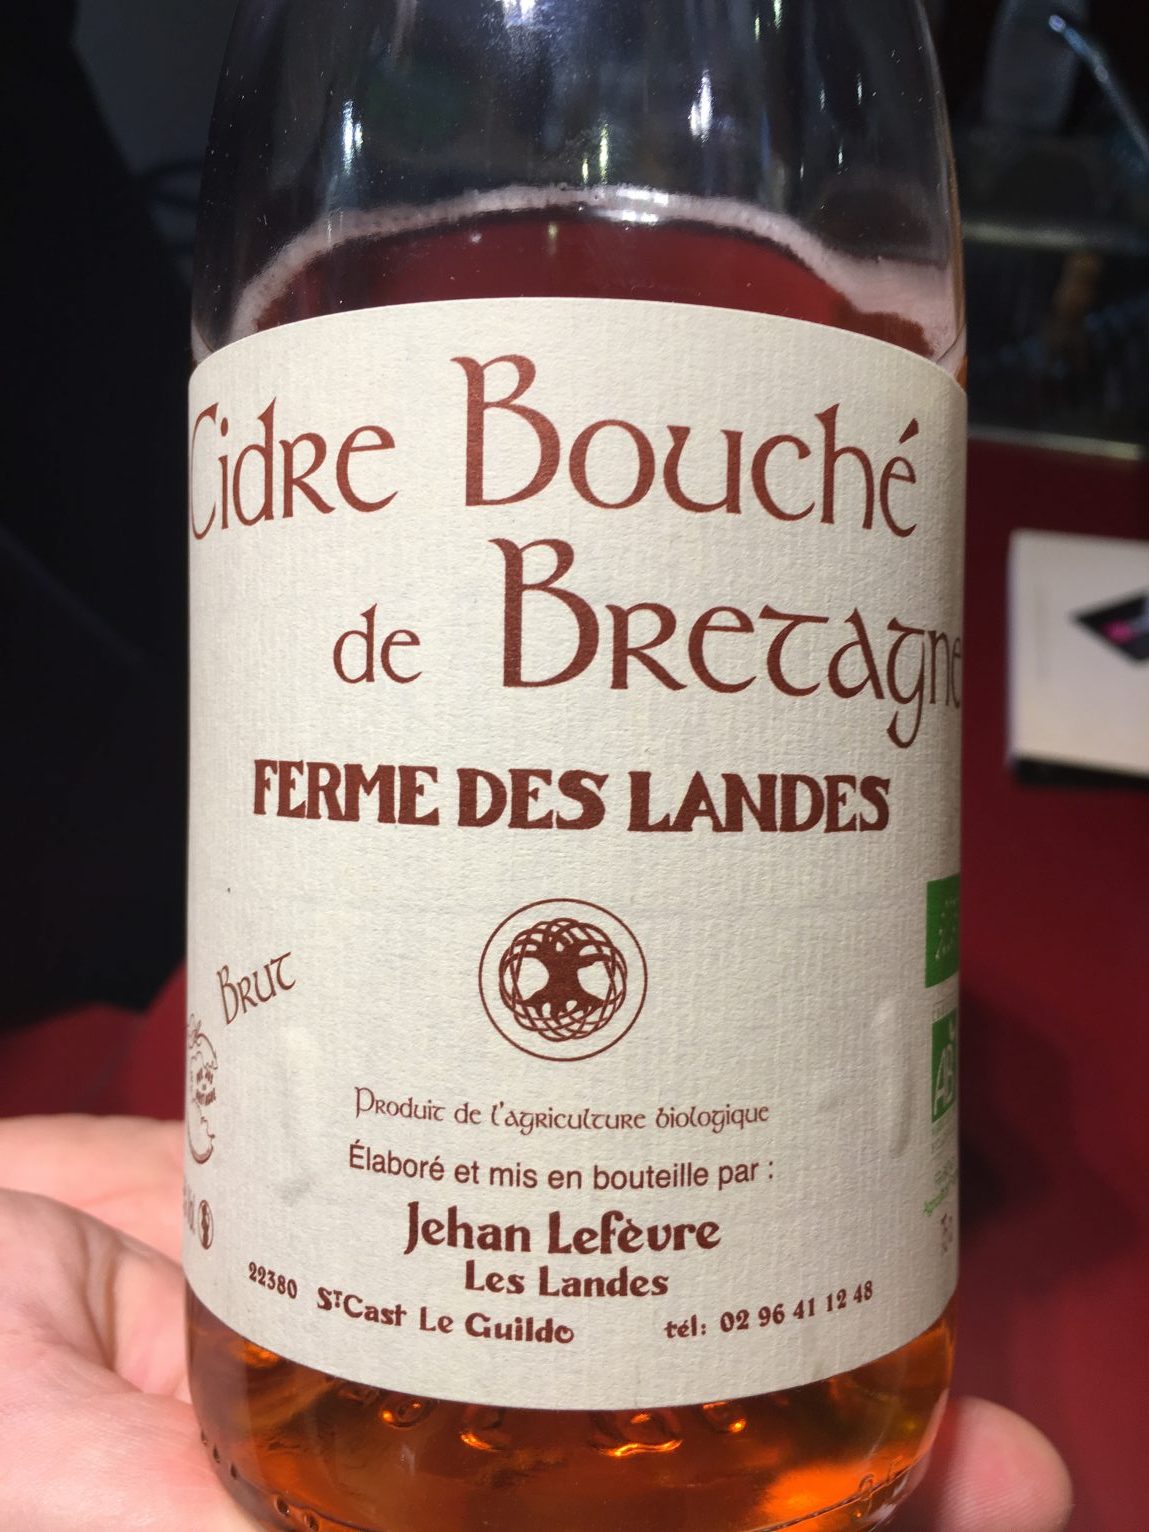 Cidre Bouché
de Bretagne
FERME DES LANDES
Brut
Produit de l'agriculture biologique
Élaboré et mis en bouteille par :
Jehan Lefèvre
Les Landes
22380 St Cast Le Guildo tél: 02 96 41 12 48
AB